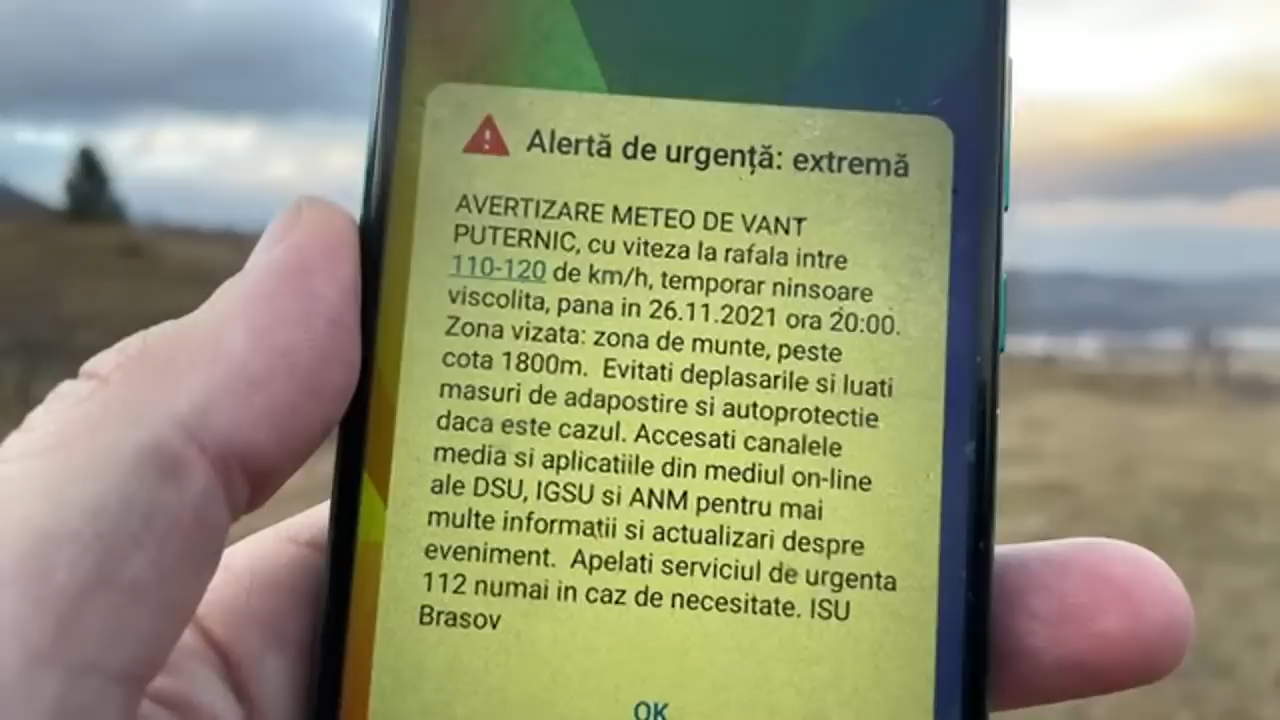 Alertă de urgență: extremă
AVERTIZARE METEO DE VANT
PUTERNIC, cu viteza la rafala intre
110-120 de km/h, temporar ninsoare
viscolita, pana in 26.11.2021 ora 20:00.
Zona vizata: zona de munte, peste
cota 1800m. Evitati deplasarile si luati
masuri de adapostire si autoprotectie
daca este cazul. Accesati canalele
media si aplicatiile din mediul on-line
ale DSU, IGSU si ANM pentru mai
multe informatii si actualizari despre
eveniment. Apelati serviciul de urgenta
112 numai in caz de necesitate. ISU
Brasov
OK